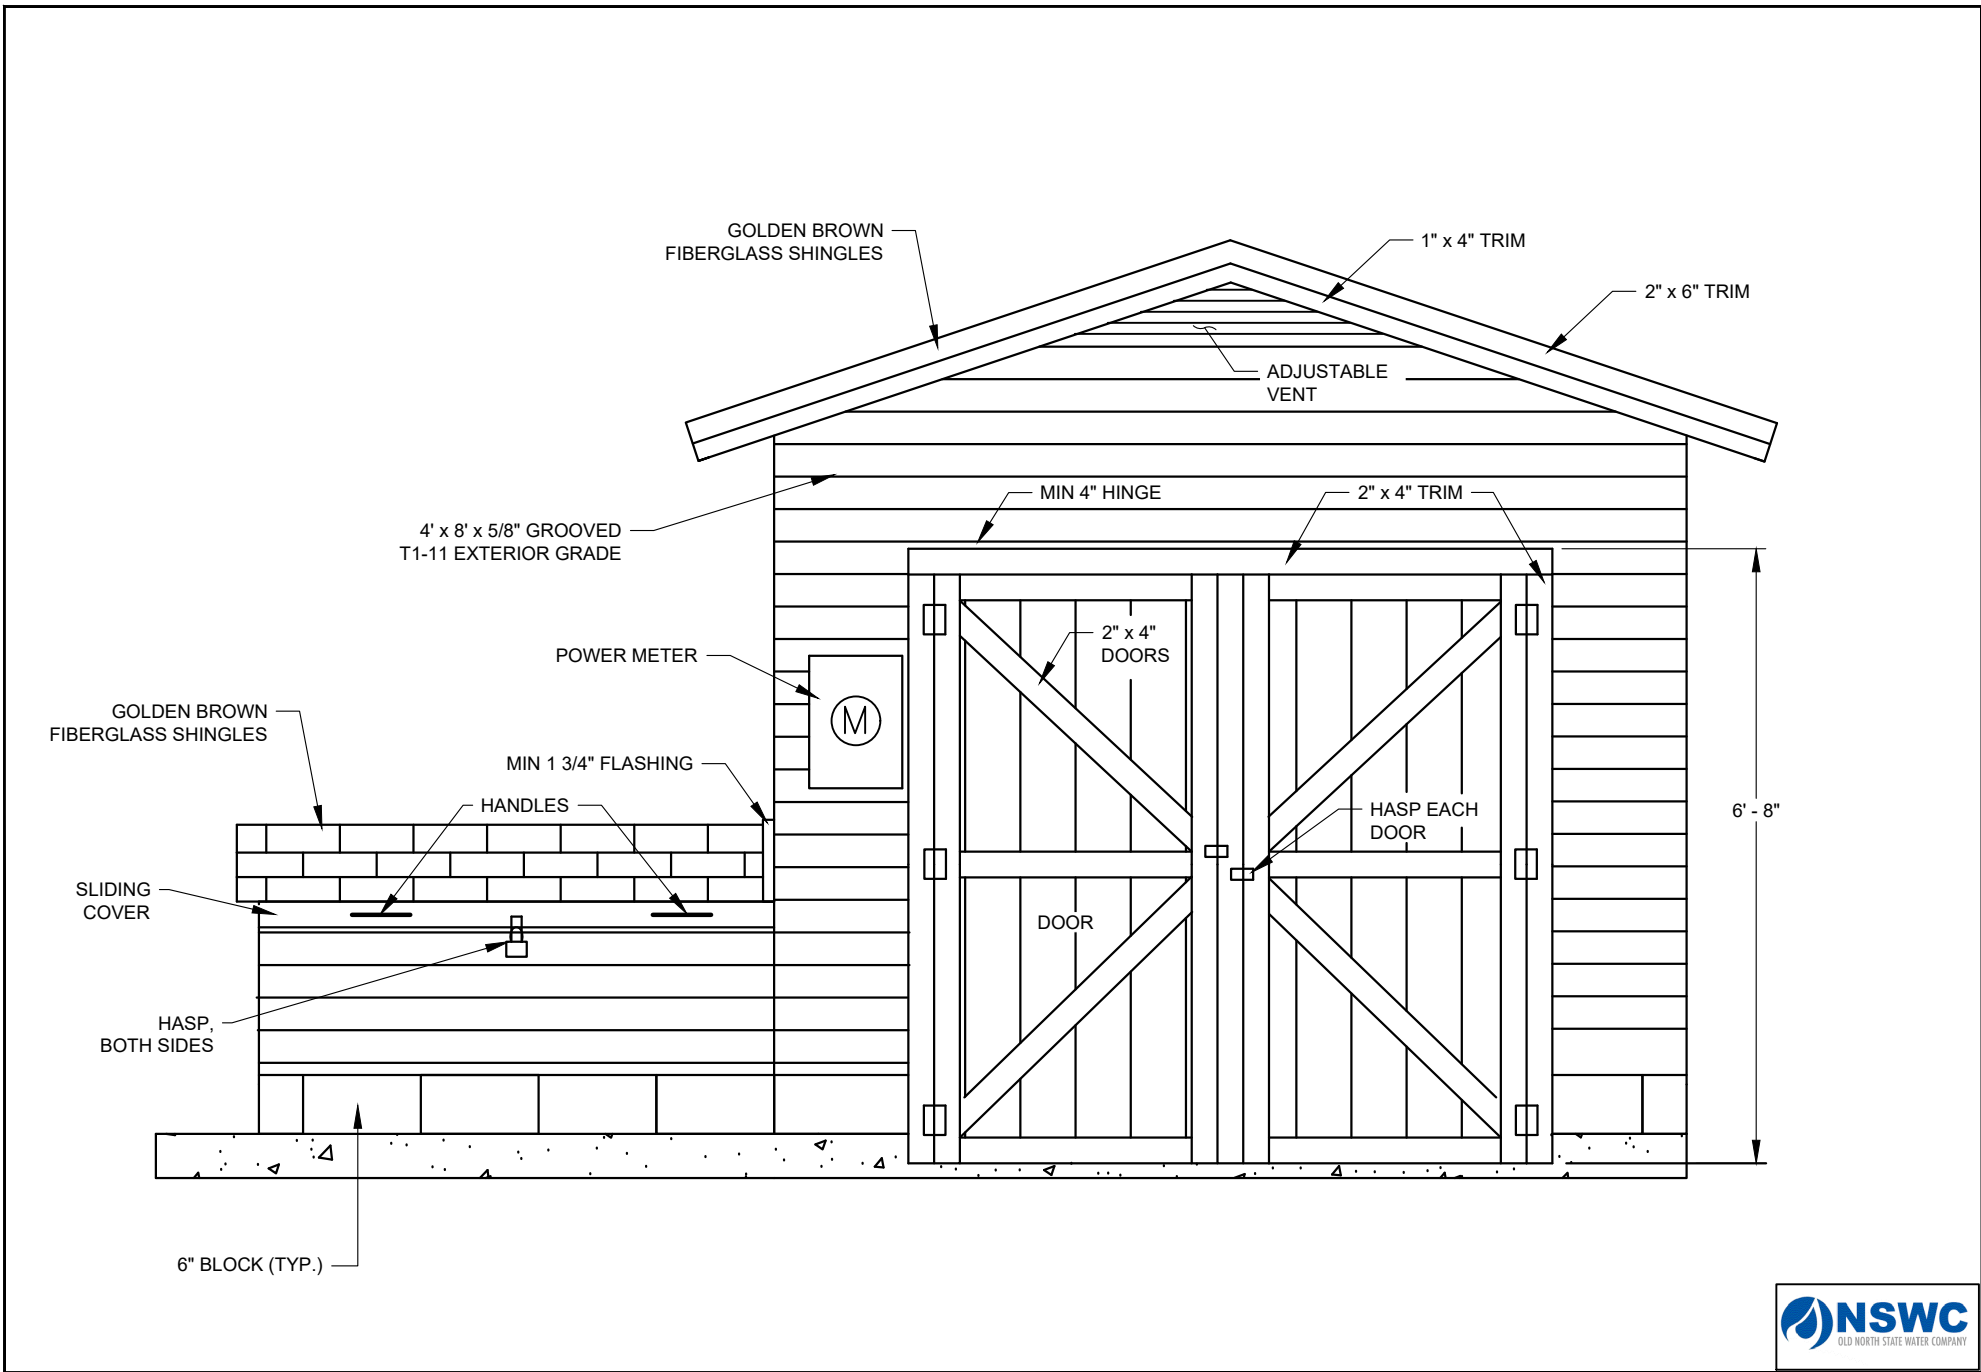 GOLDEN BROWN
FIBERGLASS SHINGLES
1" x 4" TRIM
2" x 6" TRIM
ADJUSTABLE
VENT
4' x 8' x 5/8" GROOVED
T1-11 EXTERIOR GRADE
MIN 4" HINGE
2" x 4" TRIM
2" x 4"
DOORS
POWER METER
M
GOLDEN BROWN
FIBERGLASS SHINGLES
MIN 1 3/4" FLASHING
HANDLES
HASP EACH
DOOR
6' - 8"
SLIDING
COVER
DOOR
HASP,
BOTH SIDES
6" BLOCK (TYP.)
NSWC
OLD NORTH STATE WATER COMPANY